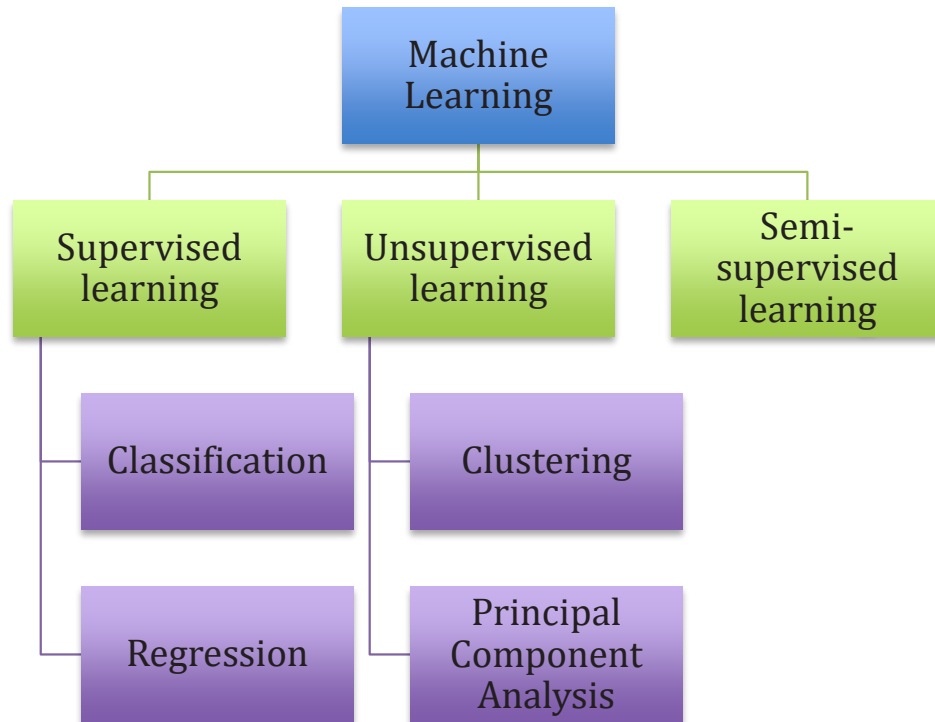 Machine
Learning
Supervised
learning
Unsupervised
learning
Semi-
supervised
learning
Classification
Clustering
Regression
Principal
Component
Analysis